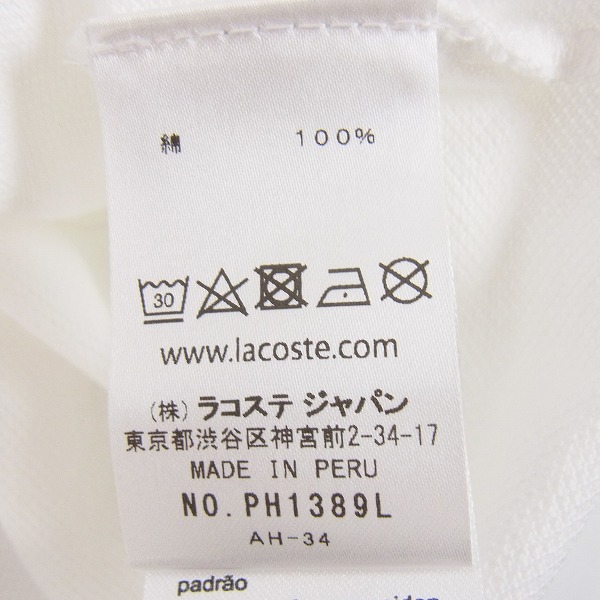 綿 100%
30
www.lacoste.com
(株) ラコステ ジャパン
東京都渋谷区神宮前2-34-17
MADE IN PERU
NO.PH1389L
AH-34
padrão